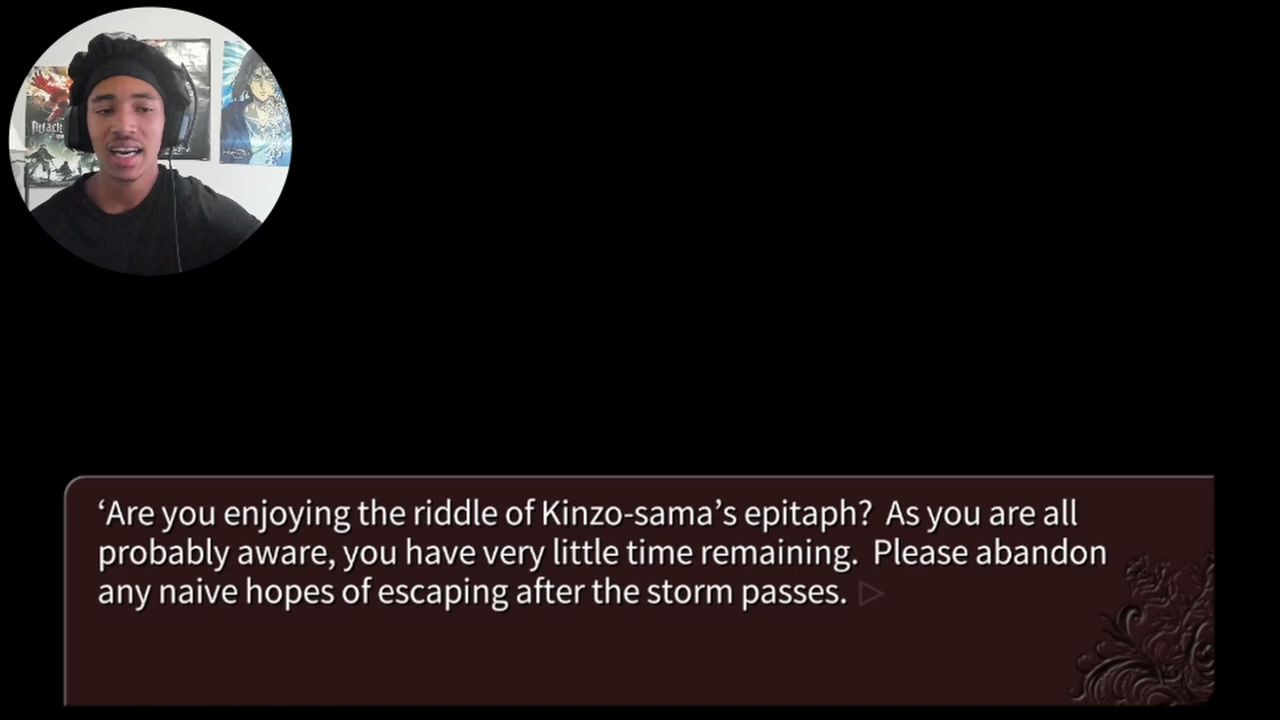 Attack
‘Are you enjoying the riddle of Kinzo-sama’s epitaph?  As you are all
probably aware, you have very little time remaining.  Please abandon
any naive hopes of escaping after the storm passes.